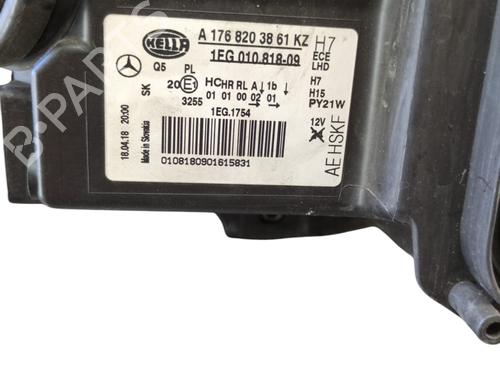 HELLA
A 176 820 38 61 KZ
H7
1EG 010.818-09
ECE
LHD
Q5 PL
SK
20 E1 HCHR RL A↓1b↓
H7
H15
PY21W
3255 01 01 00 02 01
1EG.1754
12V
X
AE HSKF
18.04.18 20:00
Made in Slovakia
0108180901615831
B-PARTS